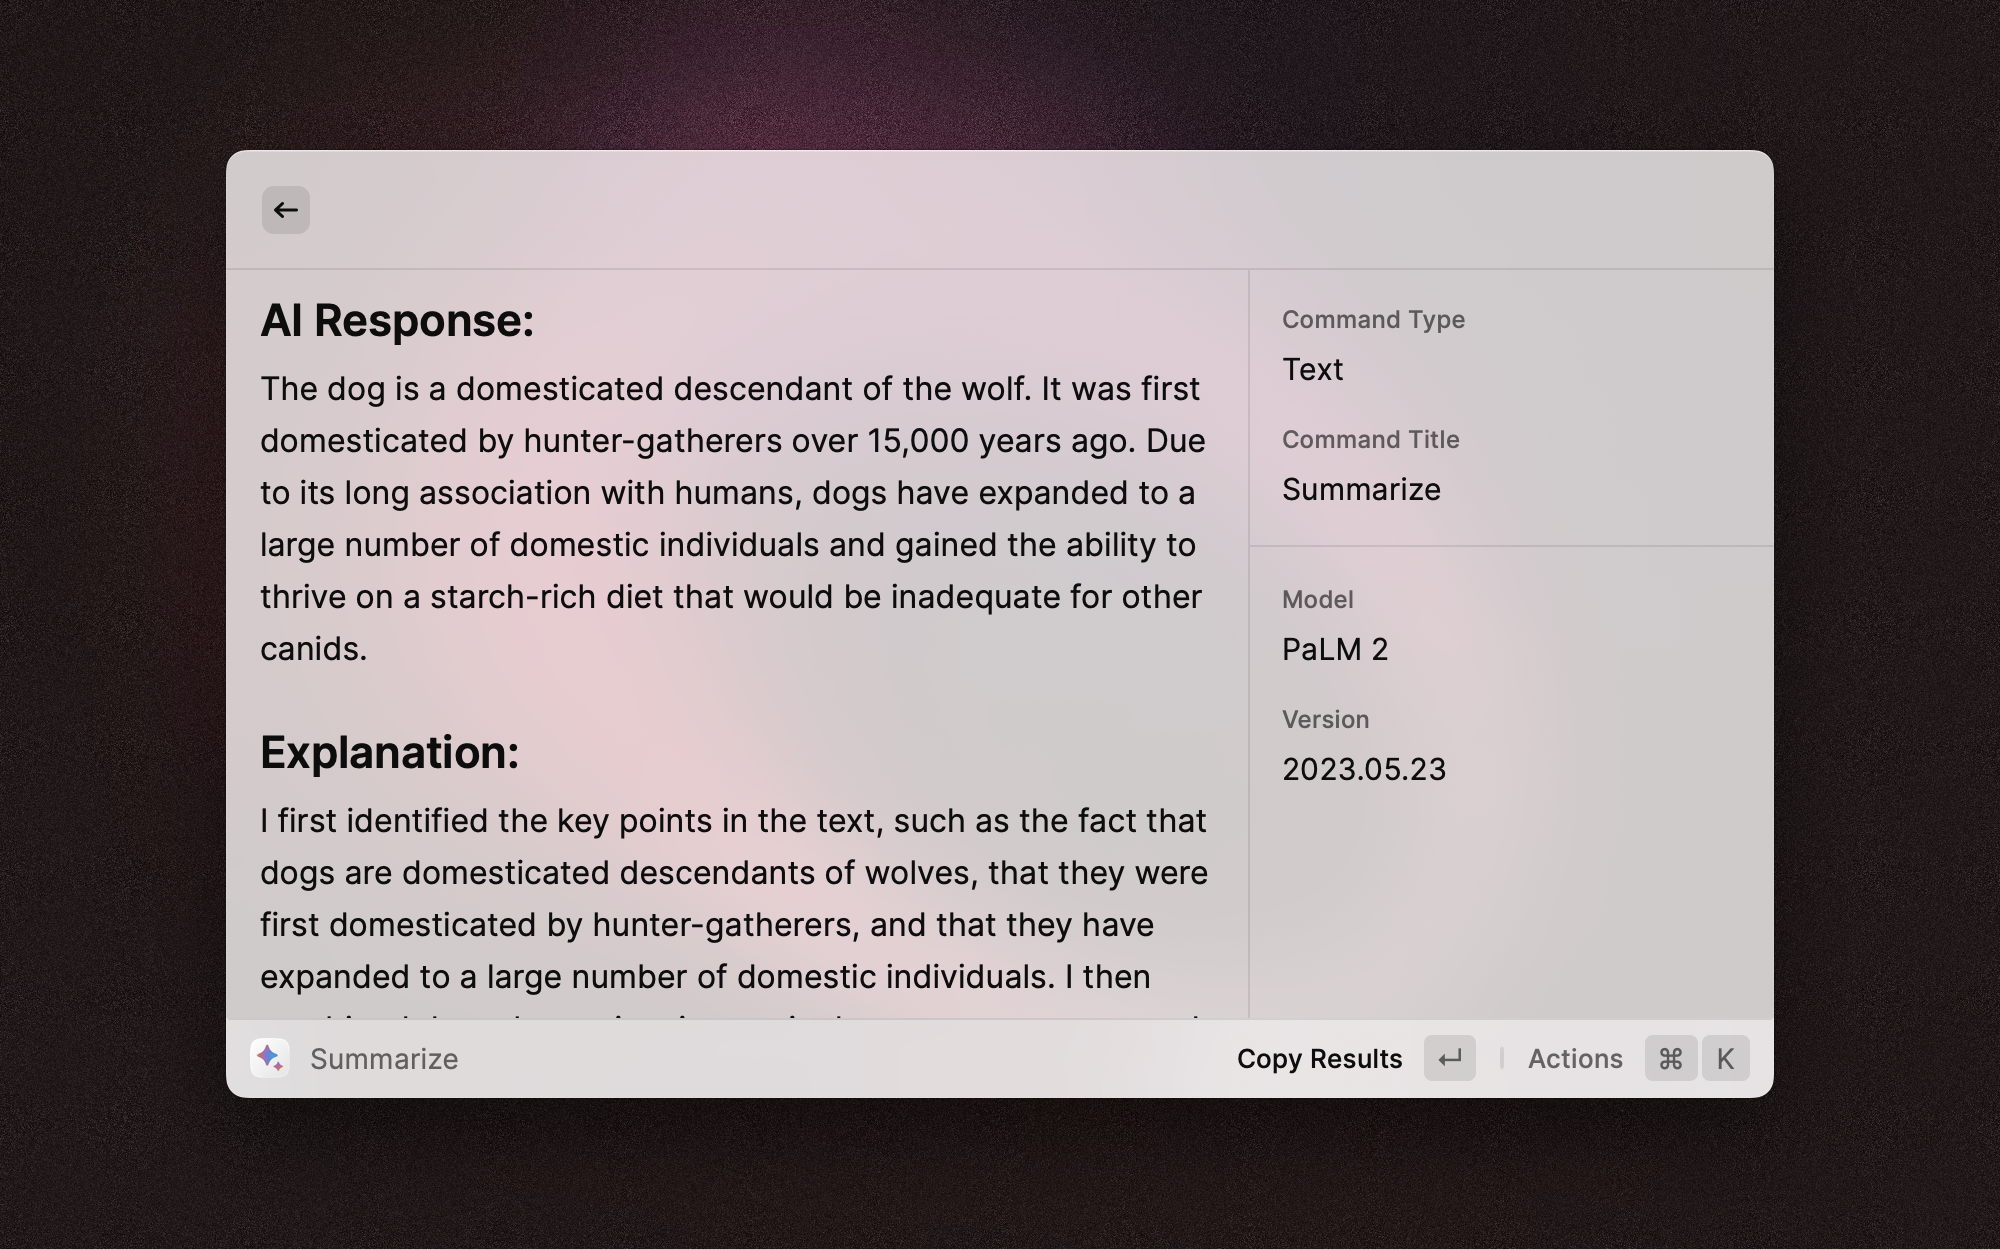 AI Response:
The dog is a domesticated descendant of the wolf. It was first
domesticated by hunter-gatherers over 15,000 years ago. Due
to its long association with humans, dogs have expanded to a
large number of domestic individuals and gained the ability to
thrive on a starch-rich diet that would be inadequate for other
canids.
Explanation:
I first identified the key points in the text, such as the fact that
dogs are domesticated descendants of wolves, that they were
first domesticated by hunter-gatherers, and that they have
expanded to a large number of domestic individuals. I then
Command Type
Text
Command Title
Summarize
Model
PaLM 2
Version
2023.05.23
Summarize
Copy Results ↵ | Actions ⌘ K